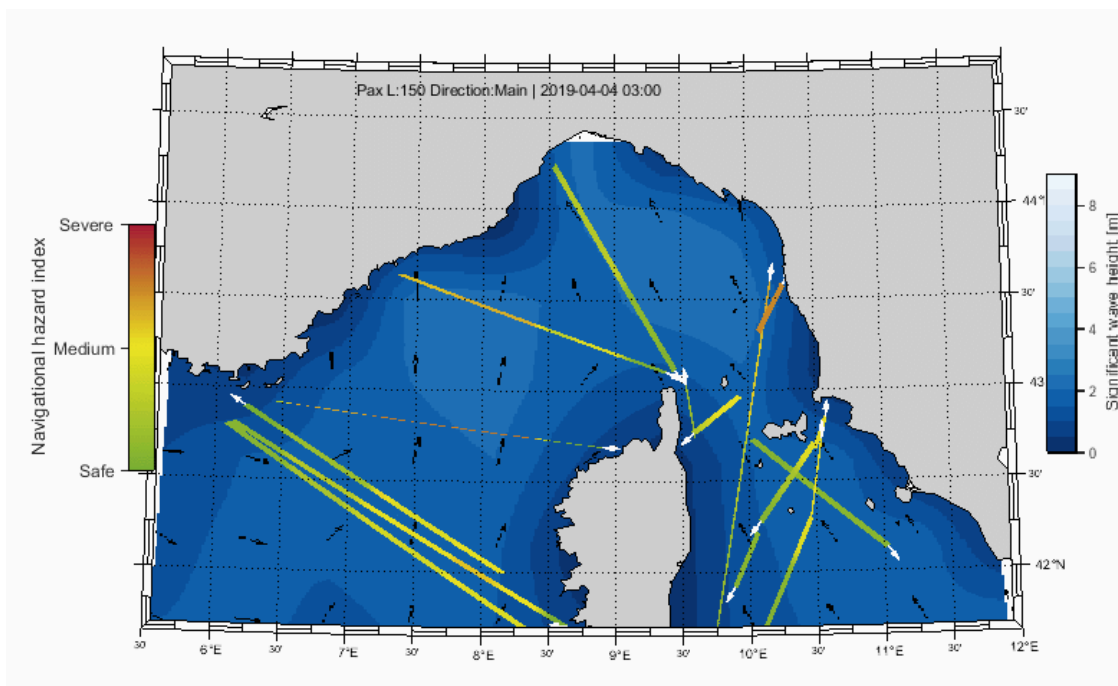 Pax L:150 Direction:Main | 2019-04-04 03:00
Navigational hazard index
Severe
Medium
Safe
30'
44°
30'
43
30'
42°N
8
6
4
2
0
Significant wave height [m]
30' 6°E 30' 7°E 30' 8°E 30' 9°E 30' 10°E 30' 11°E 30' 12°E